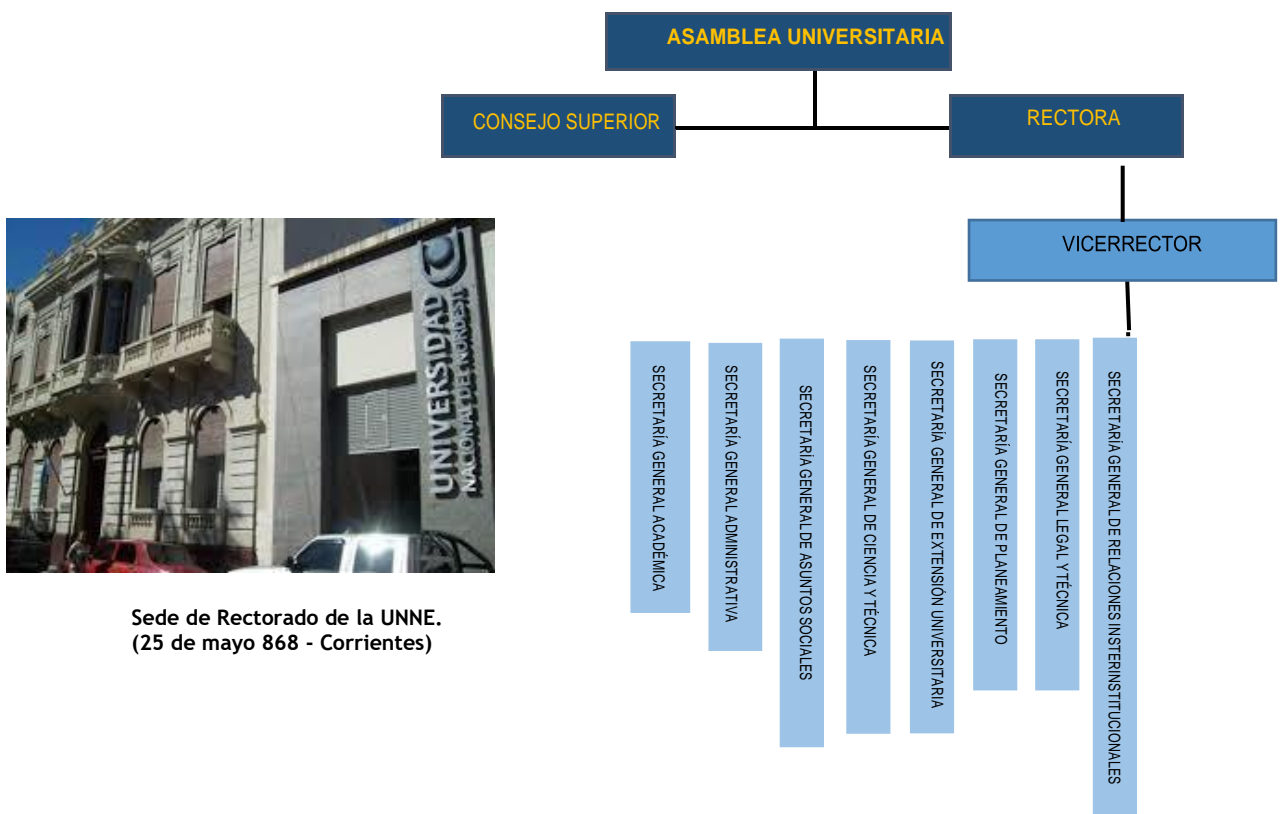 ASAMBLEA UNIVERSITARIA
CONSEJO SUPERIOR
RECTORA
VICERRECTOR
UNIVERSIDAD
NACIONAL DEL NORDESTE
Sede de Rectorado de la UNNE.
(25 de mayo 868 - Corrientes)
SECRETARÍA GENERAL ACADÉMICA
SECRETARÍA GENERAL ADMINISTRATIVA
SECRETARÍA GENERAL DE ASUNTOS SOCIALES
SECRETARÍA GENERAL DE CIENCIA Y TÉCNICA
SECRETARÍA GENERAL DE EXTENSIÓN UNIVERSITARIA
SECRETARÍA GENERAL DE PLANEAMIENTO
SECRETARÍA GENERAL LEGAL Y TÉCNICA
SECRETARÍA GENERAL DE RELACIONES INSTERINSTITUCIONALES